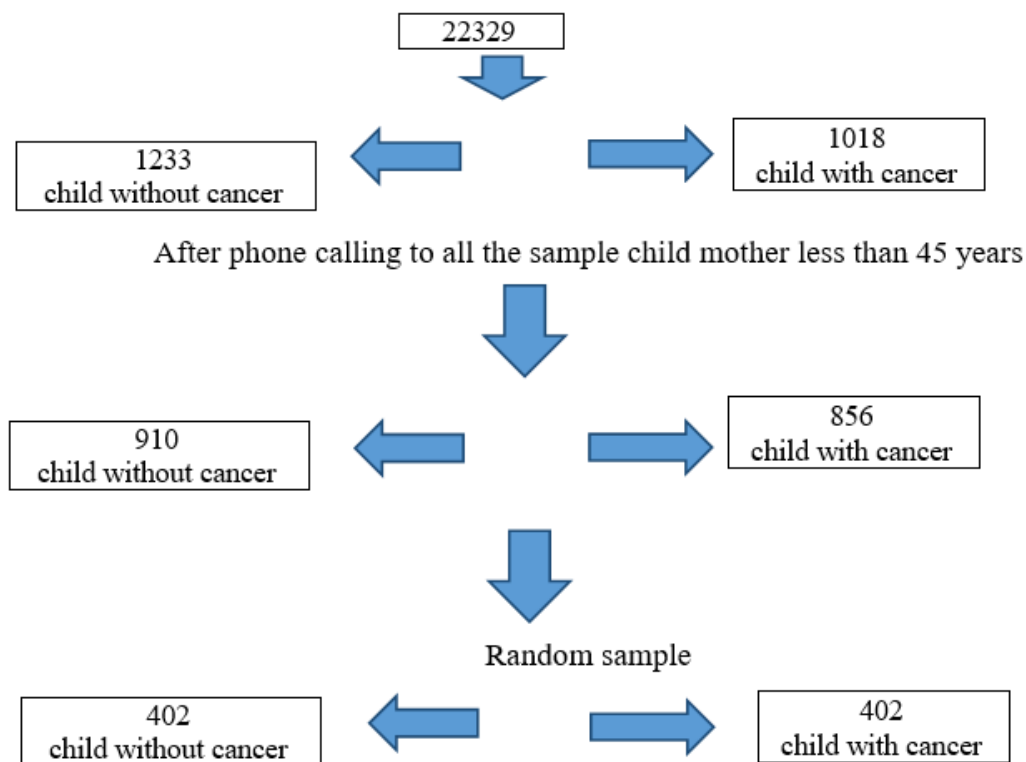 22329
1233
child without cancer
1018
child with cancer
After phone calling to all the sample child mother less than 45 years
910
child without cancer
856
child with cancer
Random sample
402
child without cancer
402
child with cancer